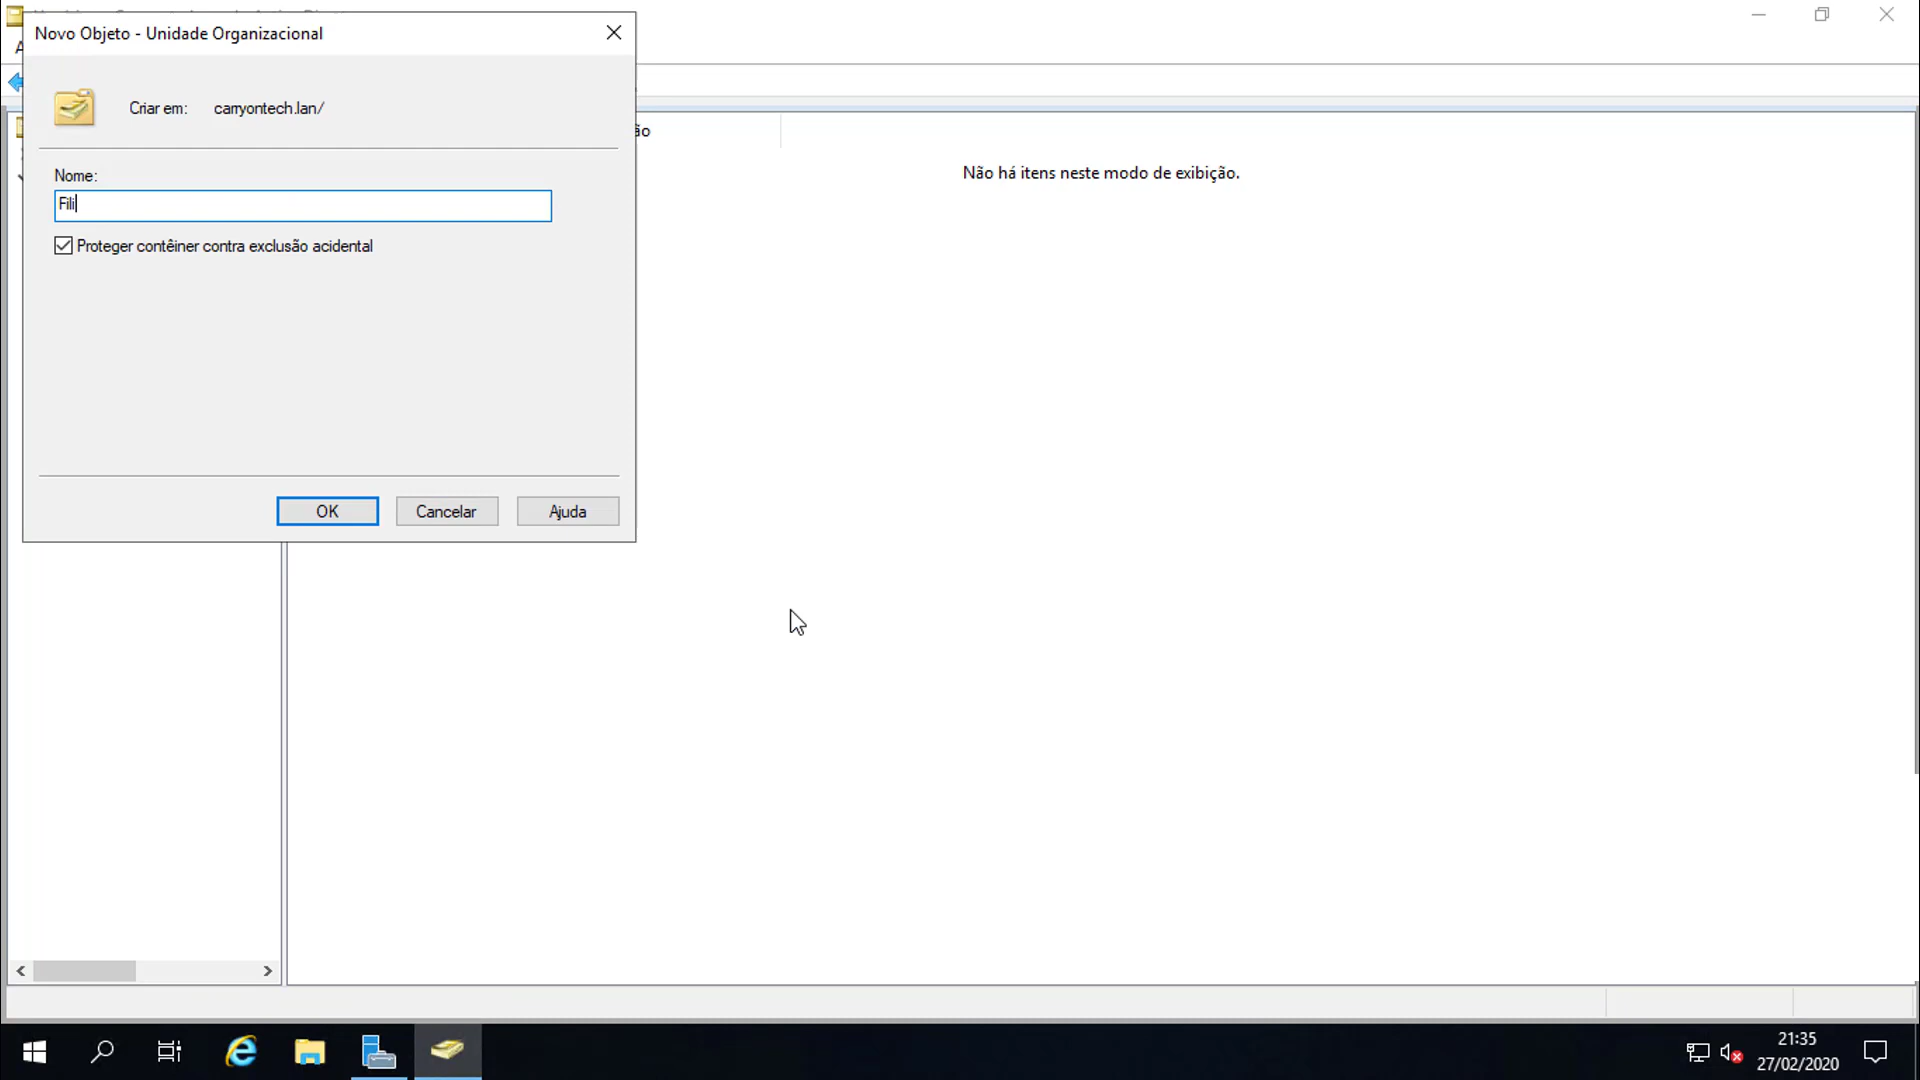 Novo Objeto - Unidade Organizacional
Criar em: carryontech.lan/
Nome:
Fili
Proteger contêiner contra exclusão acidental
OK Cancelar Ajuda
ão
Não há itens neste modo de exibição.
21:35
27/02/2020